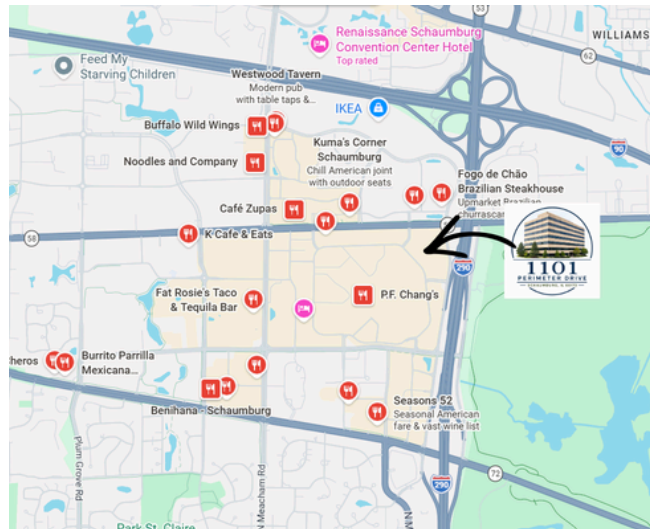 53
WILLIAMS
Renaissance Schaumburg
Convention Center Hotel
Top rated
62
Feed My
Starving Children
Westwood Tavern
Modern pub
with table taps &...
IKEA
Buffalo Wild Wings
90
Kuma's Corner
Schaumburg
Chill American joint
with outdoor seats
Noodles and Company
Fogo de Chão
Brazilian Steakhouse
Upmarket Brazilian
churrascar
Café Zupas
58
K Cafe & Eats
290
1101
PERIMETER DRIVE
Fat Rosie's Taco
& Tequila Bar
P.F. Chang's
cheros
Burrito Parrilla
Mexicana...
Benihana - Schaumburg
Seasons 52
Seasonal American
fare & vast wine list
Plum Grove Rd
N Meacham Rd
72
290
N M
Park St. Claire